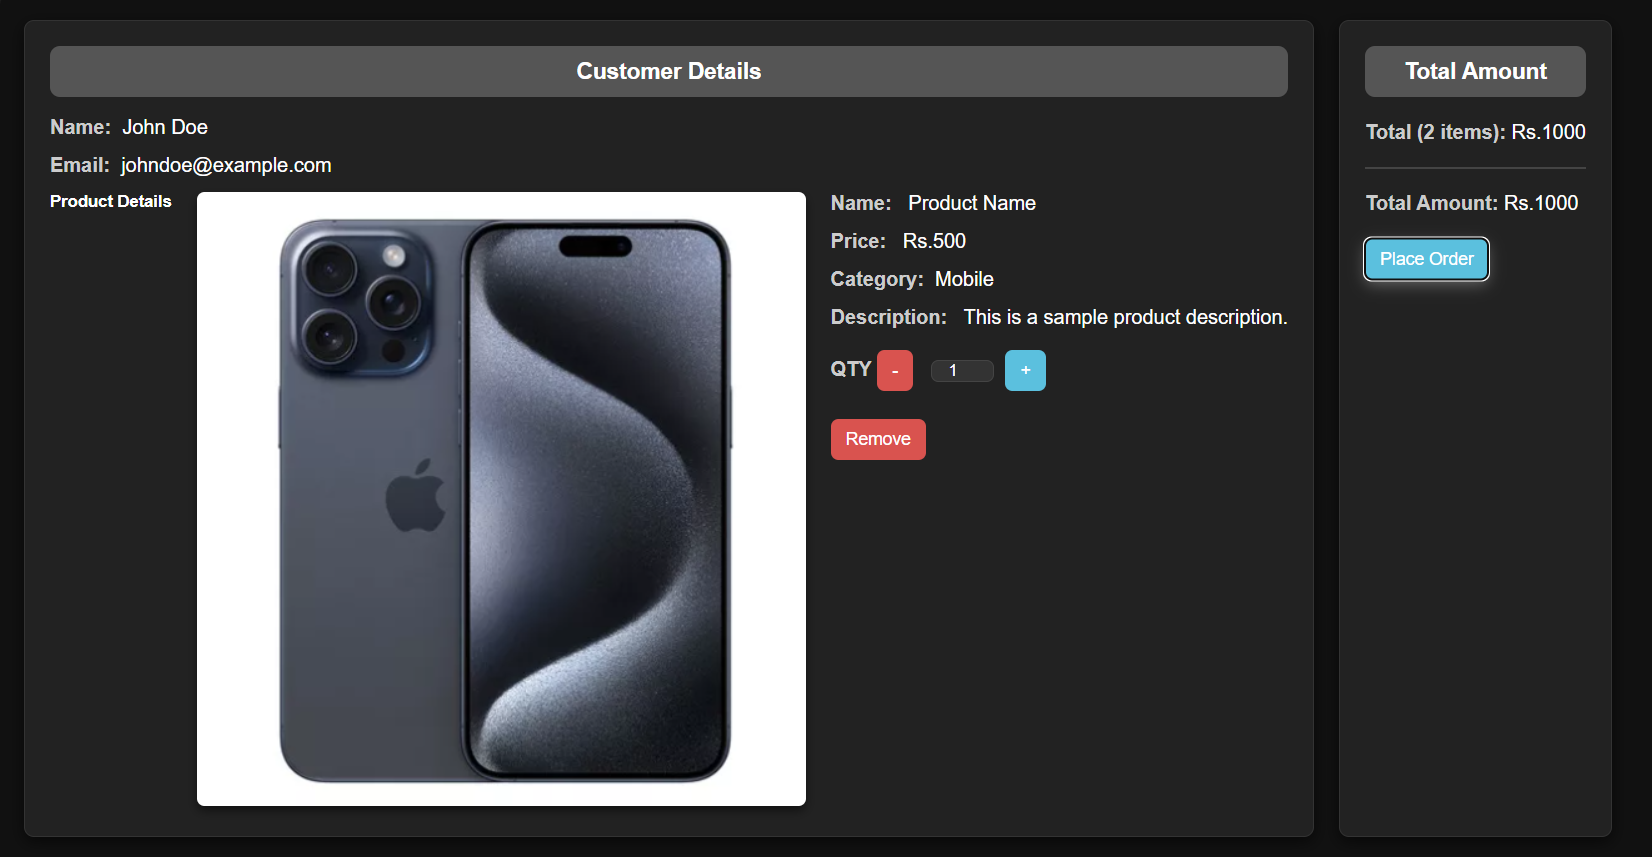 Customer Details
Name: John Doe
Email: johndoe@example.com
Product Details
Name: Product Name
Price: Rs.500
Category: Mobile
Description: This is a sample product description.
QTY - 1 +
Remove
Total Amount
Total (2 items): Rs.1000
Total Amount: Rs.1000
Place Order